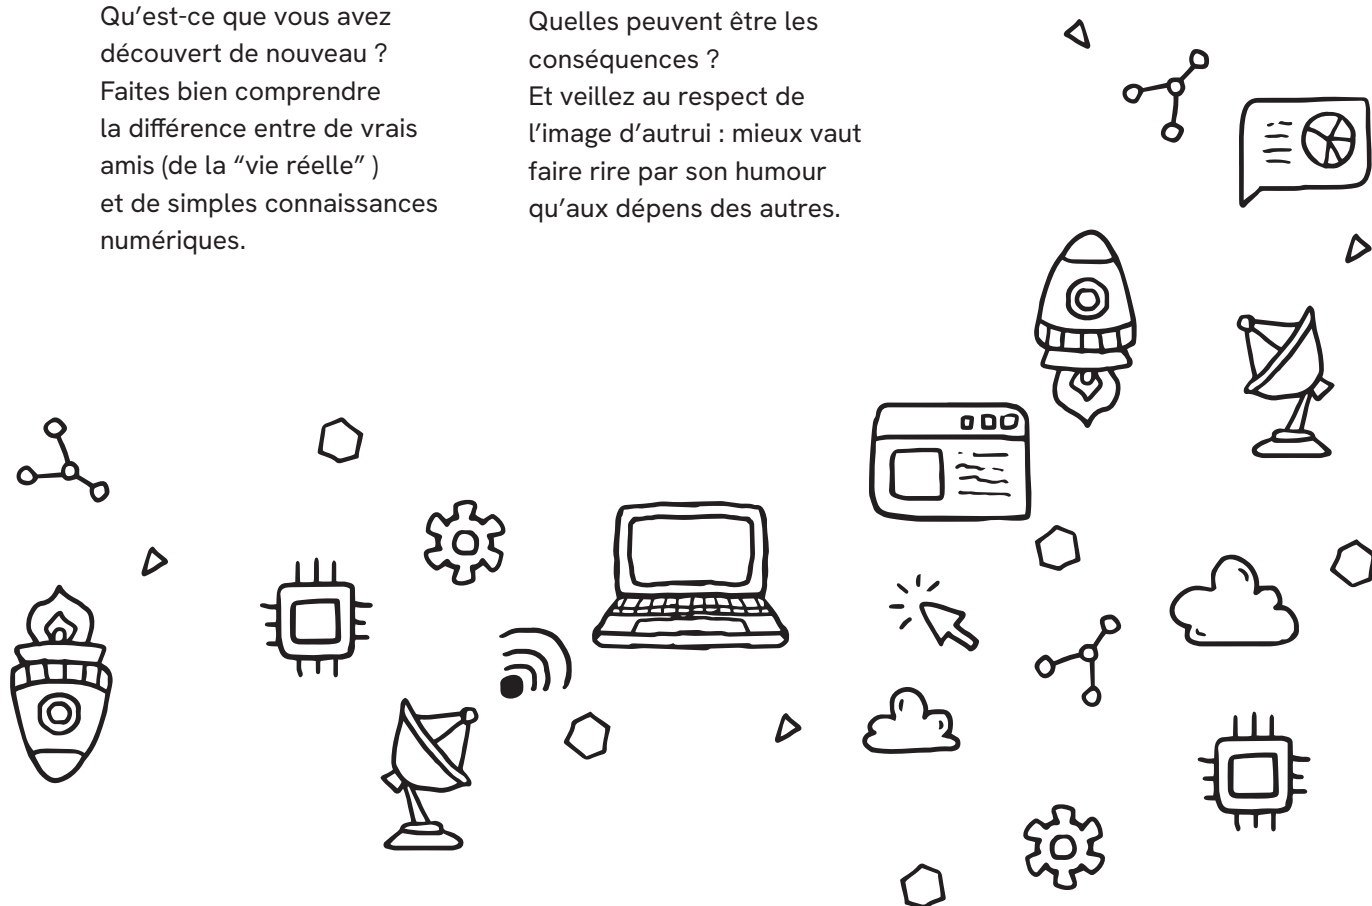 Qu’est-ce que vous avez
découvert de nouveau ?
Faites bien comprendre
la différence entre de vrais
amis (de la “vie réelle” )
et de simples connaissances
numériques.
Quelles peuvent être les
conséquences ?
Et veillez au respect de
l’image d’autrui : mieux vaut
faire rire par son humour
qu’aux dépens des autres.